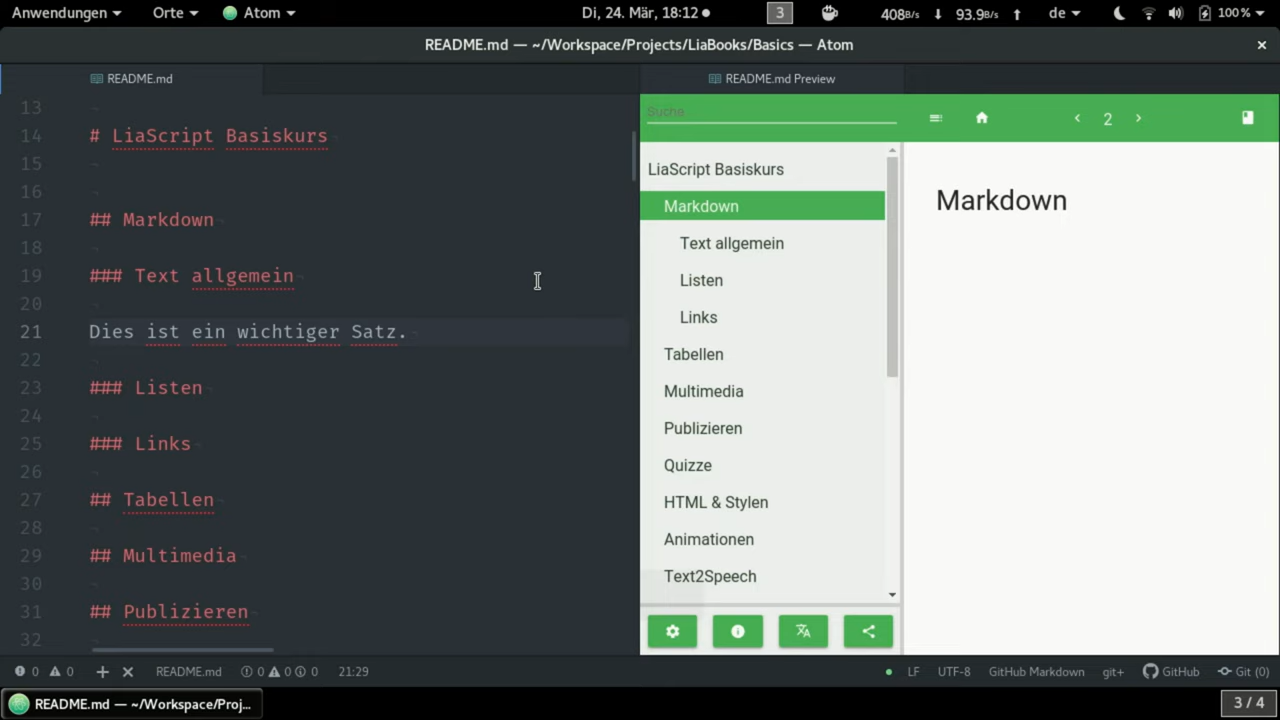 Anwendungen Orte Atom Di, 24. Mär, 18:12 3 408B/s 93.9B/s de 100 %
README.md — ~/Workspace/Projects/LiaBooks/Basics — Atom
README.md README.md Preview
13
14 # LiaScript Basiskurs
15
16
17 ## Markdown
18
19 ### Text allgemein
20
21 Dies ist ein wichtiger Satz.
22
23 ### Listen
24
25 ### Links
26
27 ## Tabellen
28
29 ## Multimedia
30
31 ## Publizieren
32
Suche...
2
LiaScript Basiskurs
Markdown
Text allgemein
Listen
Links
Tabellen
Multimedia
Publizieren
Quizze
HTML & Stylen
Animationen
Text2Speech
Markdown
0 0 README.md 0 0 0 21:29 LF UTF-8 GitHub Markdown git+ GitHub Git (0)
README.md — ~/Workspace/Proj... 3 / 4